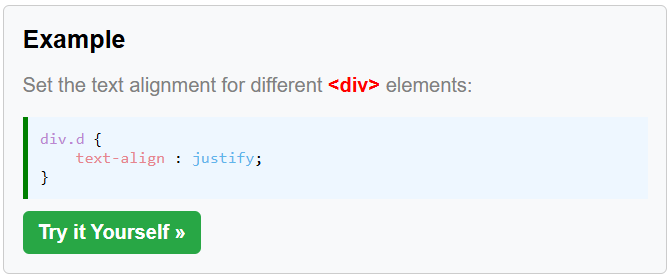 Example
Set the text alignment for different <div> elements:
div.d {
    text-align : justify;
}
Try it Yourself »